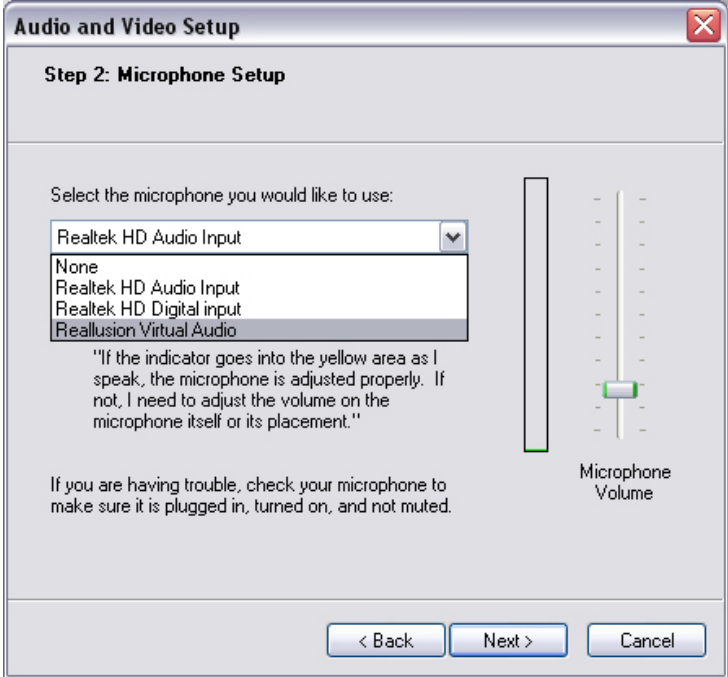 Audio and Video Setup
Step 2: Microphone Setup
Select the microphone you would like to use:
Realtek HD Audio Input
None
Realtek HD Audio Input
Realtek HD Digital input
Reallusion Virtual Audio
"If the indicator goes into the yellow area as I
speak, the microphone is adjusted properly.  If
not, I need to adjust the volume on the
microphone itself or its placement."
If you are having trouble, check your microphone to
make sure it is plugged in, turned on, and not muted.
Microphone
Volume
< Back
Next >
Cancel